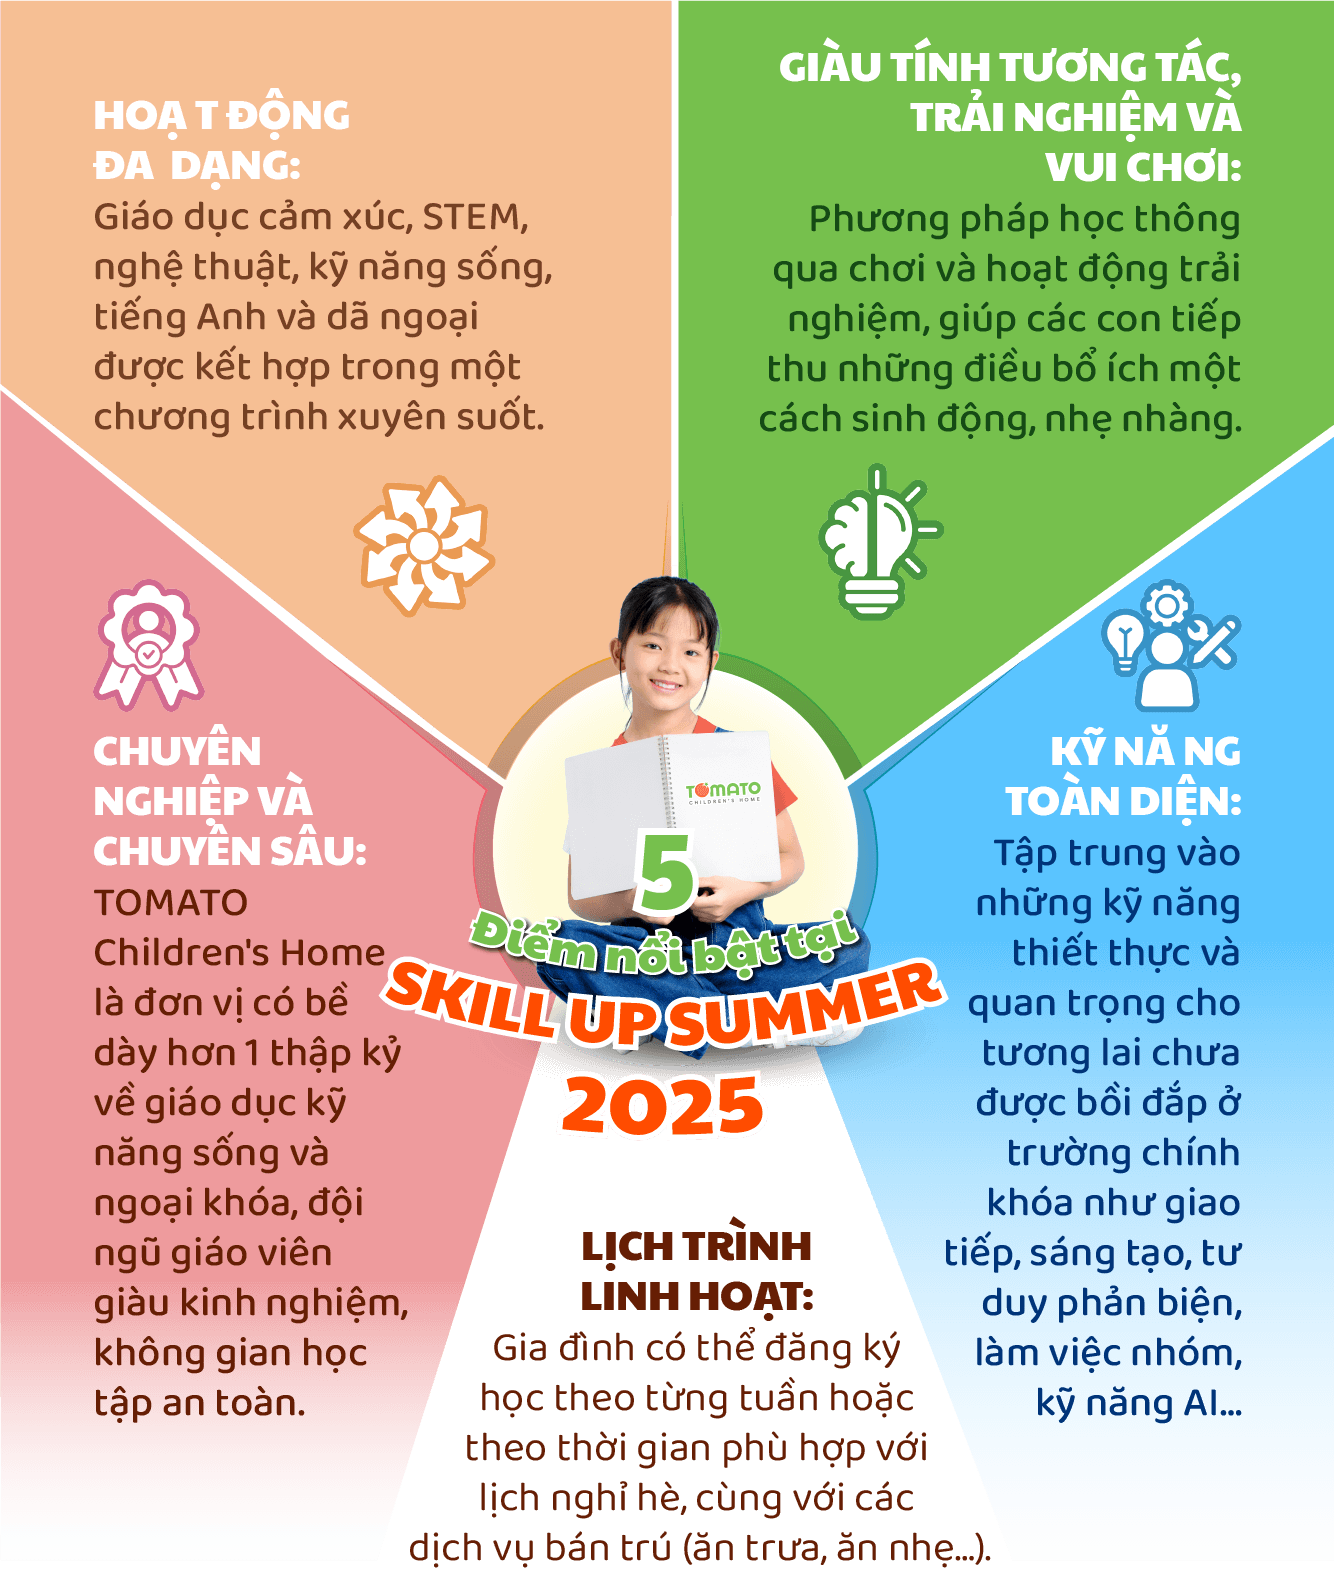 HOẠT ĐỘNG
ĐA DẠNG:
Giáo dục cảm xúc, STEM,
nghệ thuật, kỹ năng sống,
tiếng Anh và dã ngoại
được kết hợp trong một
chương trình xuyên suốt.
GIÀU TÍNH TƯƠNG TÁC,
TRẢI NGHIỆM VÀ
VUI CHƠI:
Phương pháp học thông
qua chơi và hoạt động trải
nghiệm, giúp các con tiếp
thu những điều bổ ích một
cách sinh động, nhẹ nhàng.
CHUYÊN
NGHIỆP VÀ
CHUYÊN SÂU:
TOMATO
Children's Home
là đơn vị có bề
dày hơn 1 thập kỷ
về giáo dục kỹ
năng sống và
ngoại khóa, đội
ngũ giáo viên
giàu kinh nghiệm,
không gian học
tập an toàn.
TOMATO
CHILDREN'S HOME
5
Điểm nổi bật tại
SKILL UP SUMMER
2025
KỸ NĂNG
TOÀN DIỆN:
Tập trung vào
những kỹ năng
thiết thực và
quan trọng cho
tương lai chưa
được bồi đắp ở
trường chính
khóa như giao
tiếp, sáng tạo, tư
duy phản biện,
làm việc nhóm,
kỹ năng AI...
LỊCH TRÌNH
LINH HOẠT:
Gia đình có thể đăng ký
học theo từng tuần hoặc
theo thời gian phù hợp với
lịch nghỉ hè, cùng với các
dịch vụ bán trú (ăn trưa, ăn nhẹ...).